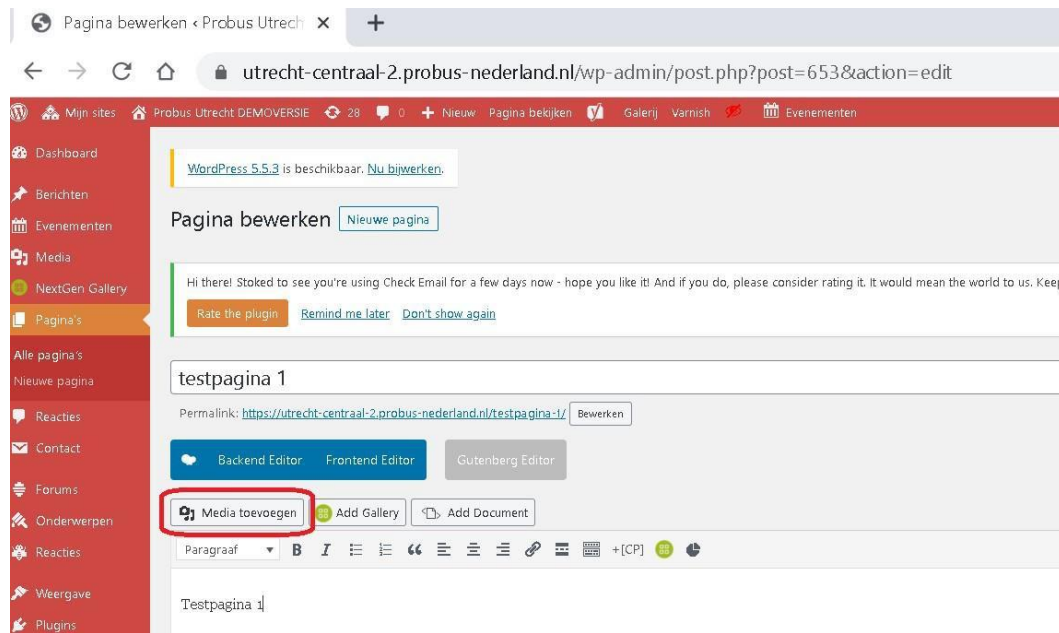 Pagina bewerken ‹ Probus Utrech
utrecht-centraal-2.probus-nederland.nl/wp-admin/post.php?post=653&action=edit
Mijn sites Probus Utrecht DEMOVERSIE 28 0 + Nieuw Pagina bekijken Galerij Varnish Evenementen
Dashboard
Berichten
Evenementen
Media
NextGen Gallery
Pagina's
Alle pagina's
Nieuwe pagina
Reacties
Contact
Forums
Onderwerpen
Reacties
Weergave
Plugins
WordPress 5.5.3 is beschikbaar. Nu bijwerken.
Pagina bewerken Nieuwe pagina
Hi there! Stoked to see you're using Check Email for a few days now - hope you like it! And if you do, please consider rating it. It would mean the world to us. Keep
Rate the plugin Remind me later Don't show again
testpagina 1
Permalink: https://utrecht-centraal-2.probus-nederland.nl/testpagina-1/ Bewerken
Backend Editor Frontend Editor Gutenberg Editor
Media toevoegen Add Gallery Add Document
Paragraaf B I +[CP]
Testpagina 1